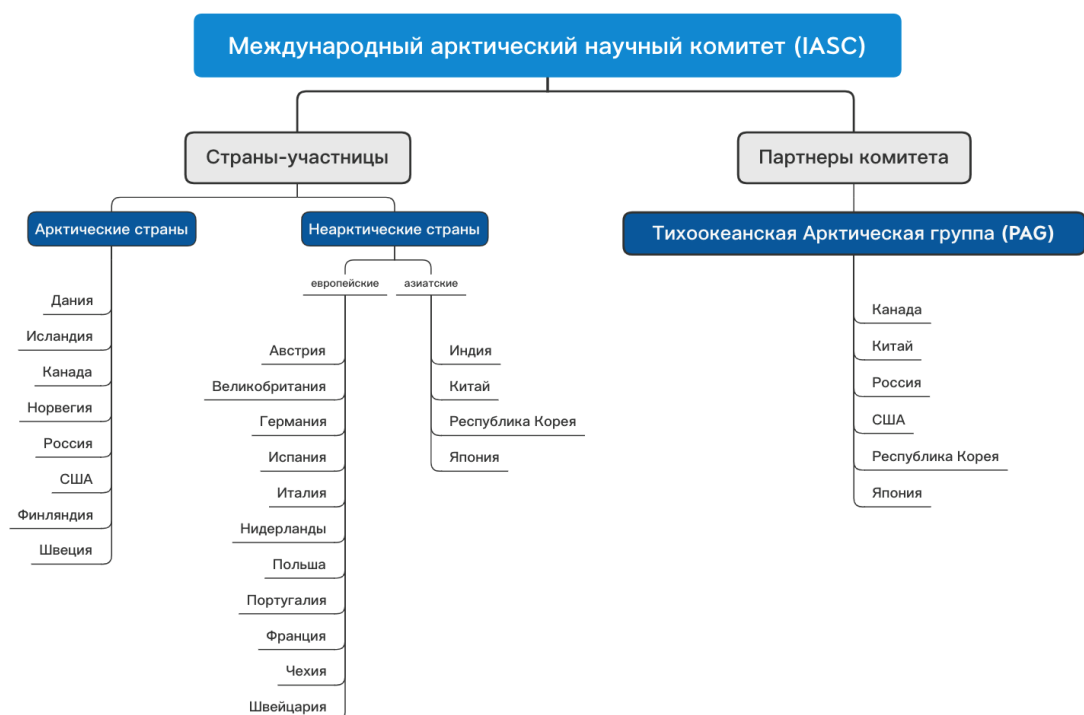 Международный арктический научный комитет (IASC)
Страны-участницы
Партнеры комитета
Арктические страны
Неарктические страны
Тихоокеанская Арктическая группа (PAG)
европейские
азиатские
Дания
Исландия
Канада
Норвегия
Россия
США
Финляндия
Швеция
Австрия
Великобритания
Германия
Испания
Италия
Нидерланды
Польша
Португалия
Франция
Чехия
Швейцария
Индия
Китай
Республика Корея
Япония
Канада
Китай
Россия
США
Республика Корея
Япония